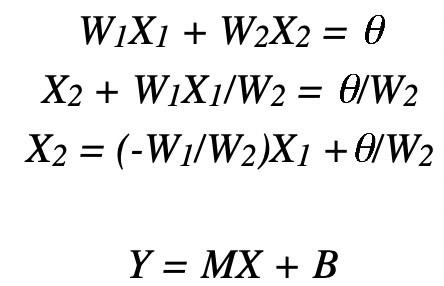 W₁X₁ + W₂X₂ = θ
X₂ + W₁X₁/W₂ = θ/W₂
X₂ = (-W₁/W₂)X₁ + θ/W₂
Y = MX + B